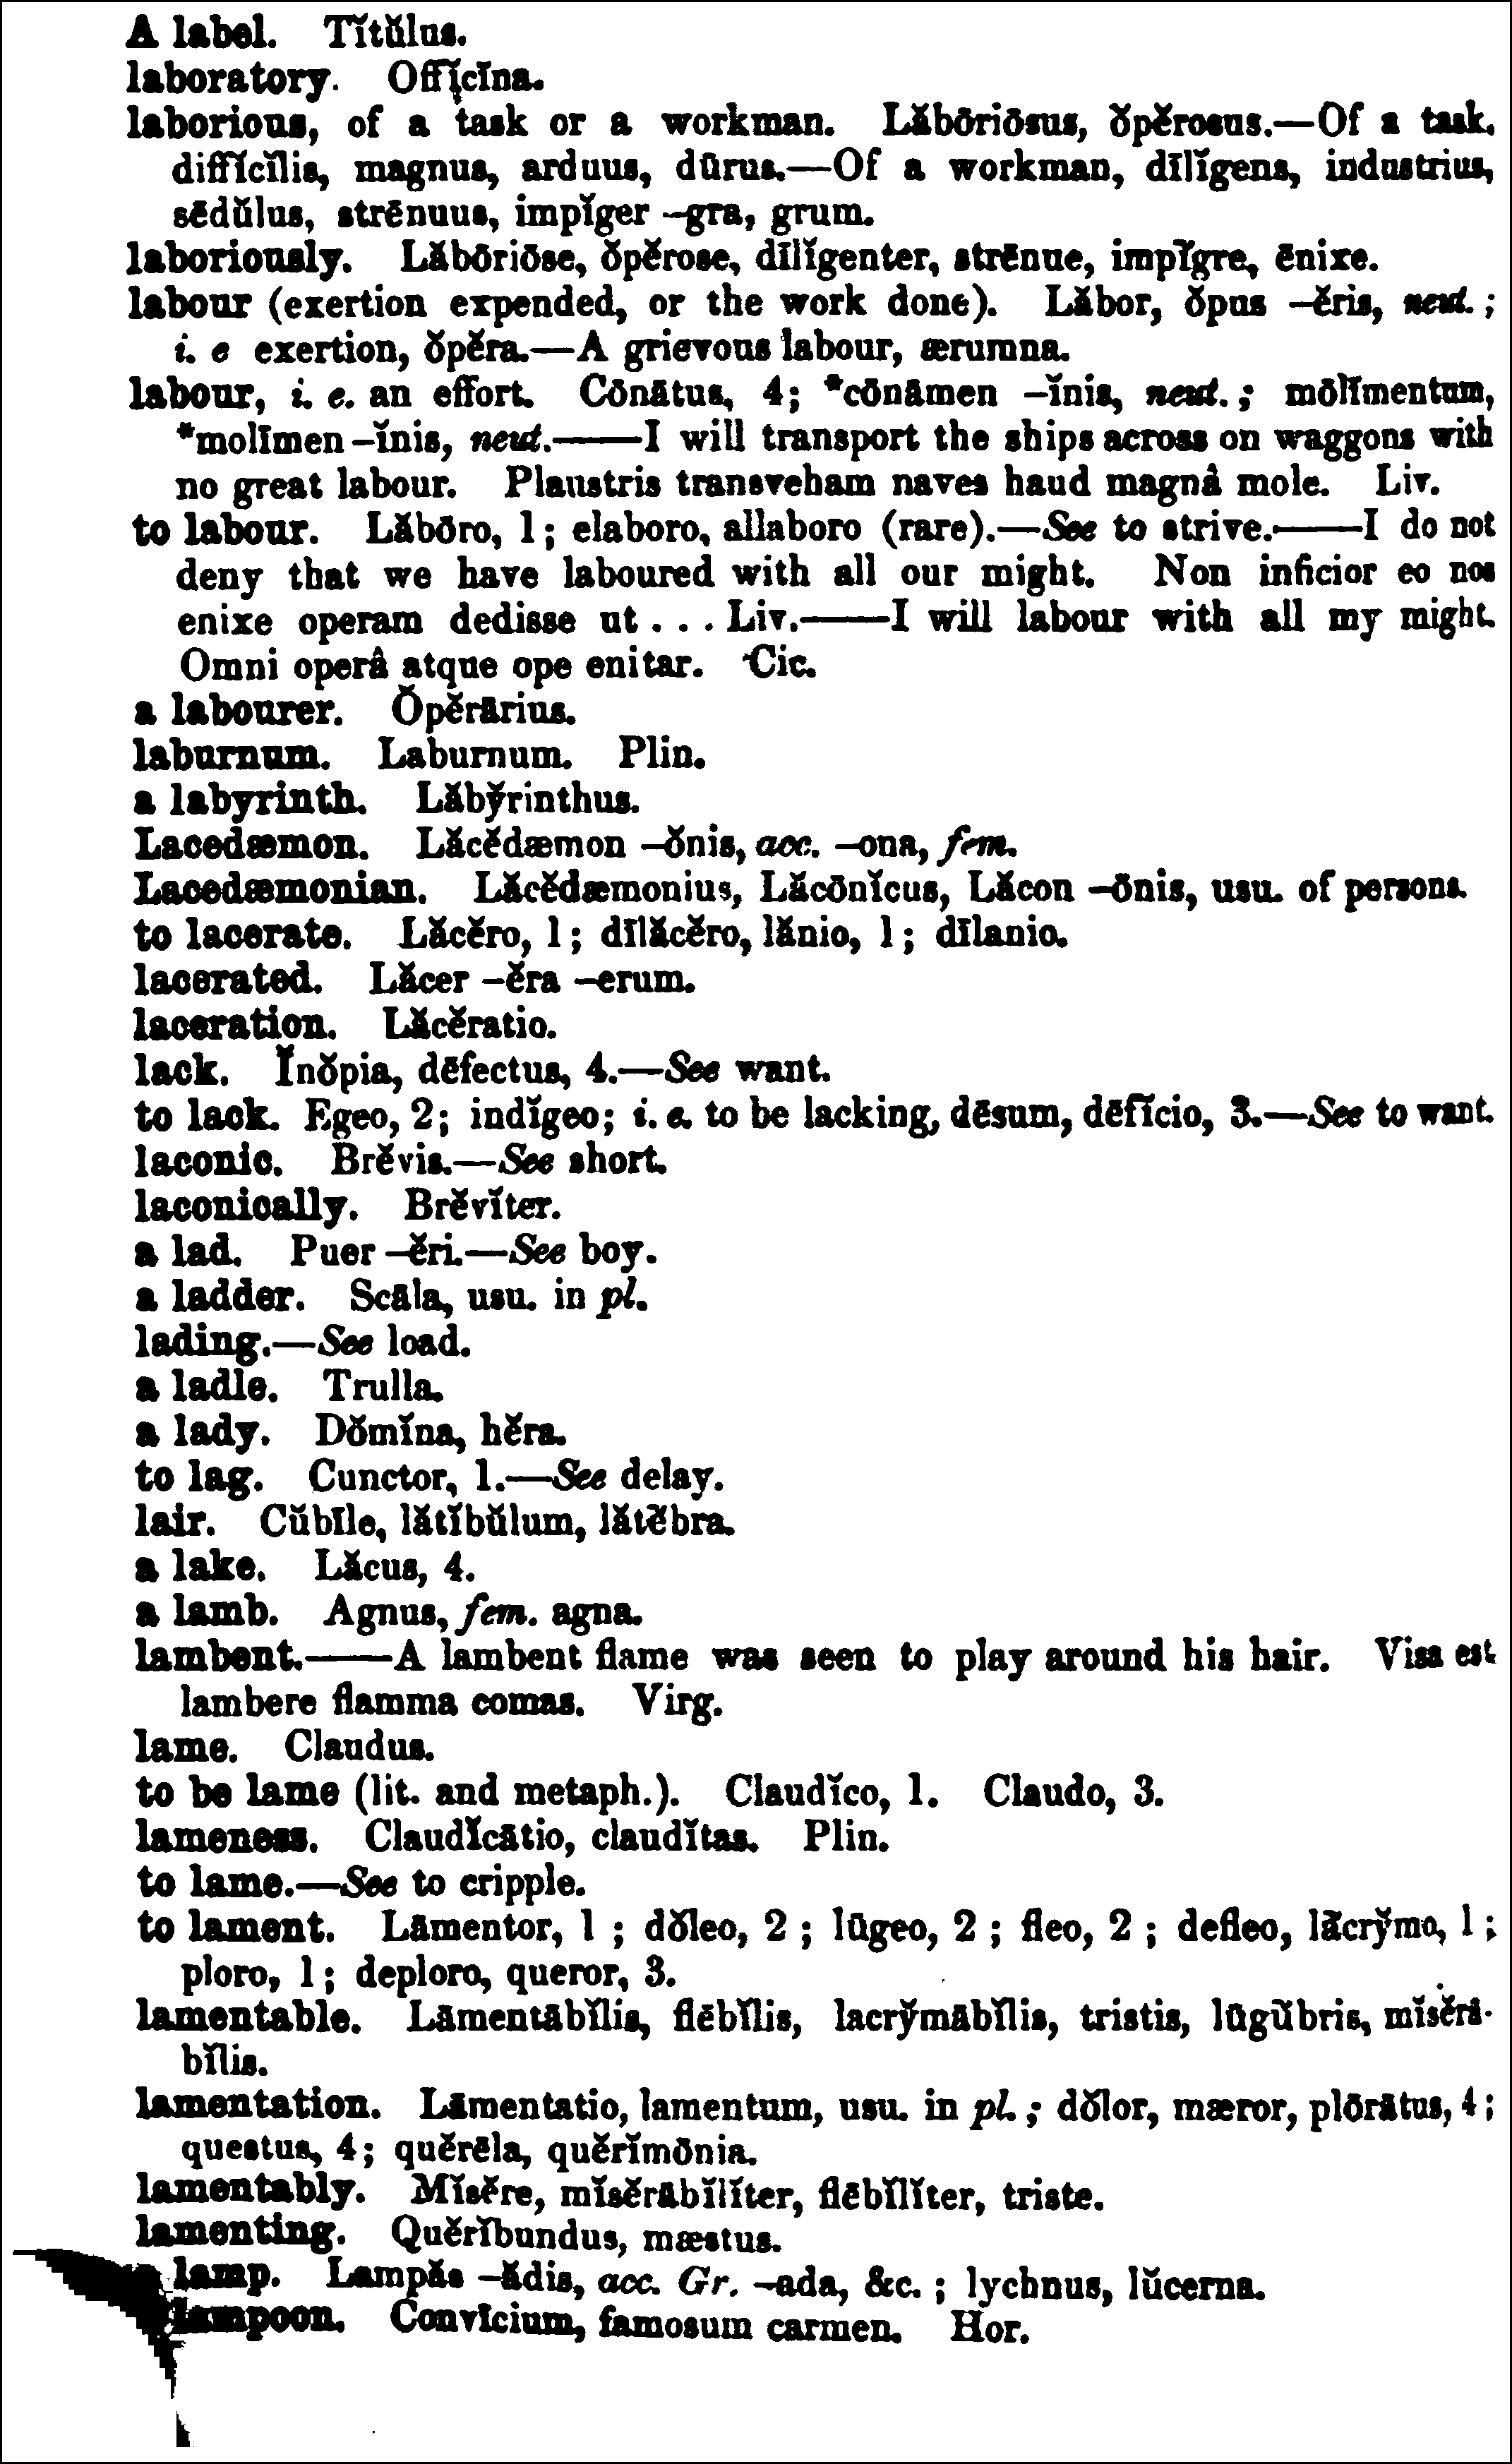 A label. Tĭtŭlus.
laboratory. Offĭcīna.
laborious, of a task or a workman. Lăbōriōsus, ŏpĕrosus.—Of a task,
diffĭcĭlis, magnus, arduus, dūrus.—Of a workman, dīlĭgens, industrius,
sēdŭlus, strēnuus, impĭger –gra, grum.
laboriously. Lăbōriōse, ŏpĕrose, dīlĭgenter, strēnue, impĭgre, ēnixe.
labour (exertion expended, or the work done). Lăbor, ŏpus –ĕris, neut. ;
i. e exertion, ŏpĕra.—A grievous labour, ærumna.
labour, i. e. an effort. Cōnātus, 4; *cōnāmen –ĭnis, neut. ; mōlīmentum,
*molīmen –ĭnis, neut.——I will transport the ships across on waggons with
no great labour. Plaustris transveham naves haud magnâ mole. Liv.
to labour. Lăbōro, 1; elaboro, allaboro (rare).—See to strive.——I do not
deny that we have laboured with all our might. Non inficior eo nos
enixe operam dedisse ut . . . Liv.——I will labour with all my might.
Omni operâ atque ope enitar. Cic.
a labourer. Ŏpĕrārius.
laburnum. Laburnum. Plin.
a labyrinth. Lăby̆rinthus.
Lacedæmon. Lăcĕdæmon –ŏnis, acc. –ona, fem.
Lacedæmonian. Lăcĕdæmonius, Lăcōnĭcus, Lăcon –ōnis, usu. of persons.
to lacerate. Lăcĕro, 1; dīlăcĕro, lănio, 1; dīlanio.
lacerated. Lăcer –ĕra –erum.
laceration. Lăcĕratio.
lack. Ĭnŏpia, dēfectus, 4.—See want.
to lack. Egeo, 2; indĭgeo; i. e. to be lacking, dēsum, dēfĭcio, 3.—See to want.
laconic. Brĕvis.—See short.
laconically. Brĕvĭter.
a lad. Puer –ĕri.—See boy.
a ladder. Scāla, usu. in pl.
lading.—See load.
a ladle. Trulla.
a lady. Dŏmĭna, hĕra.
to lag. Cunctor, 1.—See delay.
lair. Cŭbīle, lătĭbŭlum, lătĕbra.
a lake. Lăcus, 4.
a lamb. Agnus, fem. agna.
lambent.——A lambent flame was seen to play around his hair. Visa est
lambere flamma comas. Virg.
lame. Claudus.
to be lame (lit. and metaph.). Claudĭco, 1. Claudo, 3.
lameness. Claudĭcātio, claudĭtas. Plin.
to lame.—See to cripple.
to lament. Lāmentor, 1 ; dŏleo, 2 ; lūgeo, 2 ; fleo, 2 ; defleo, lăcry̆mo, 1 ;
ploro, 1; deploro, queror, 3.
lamentable. Lāmentābĭlis, flēbĭlis, lacry̆mābĭlis, tristis, lūgŭbris, mĭsĕrā-
bĭlis.
lamentation. Lāmentatio, lamentum, usu. in pl. ; dŏlor, mæror, plōrātus, 4 ;
questus, 4; quĕrēla, quĕrĭmōnia.
lamentably. Mĭsĕre, mĭsĕrābĭlĭter, flēbĭlĭter, triste.
lamenting. Quĕrĭbundus, mæstus.
lamp. Lampăs –ădis, acc. Gr. –ada, &c. ; lychnus, lŭcerna.
lampoon. Convīcium, famosum carmen. Hor.